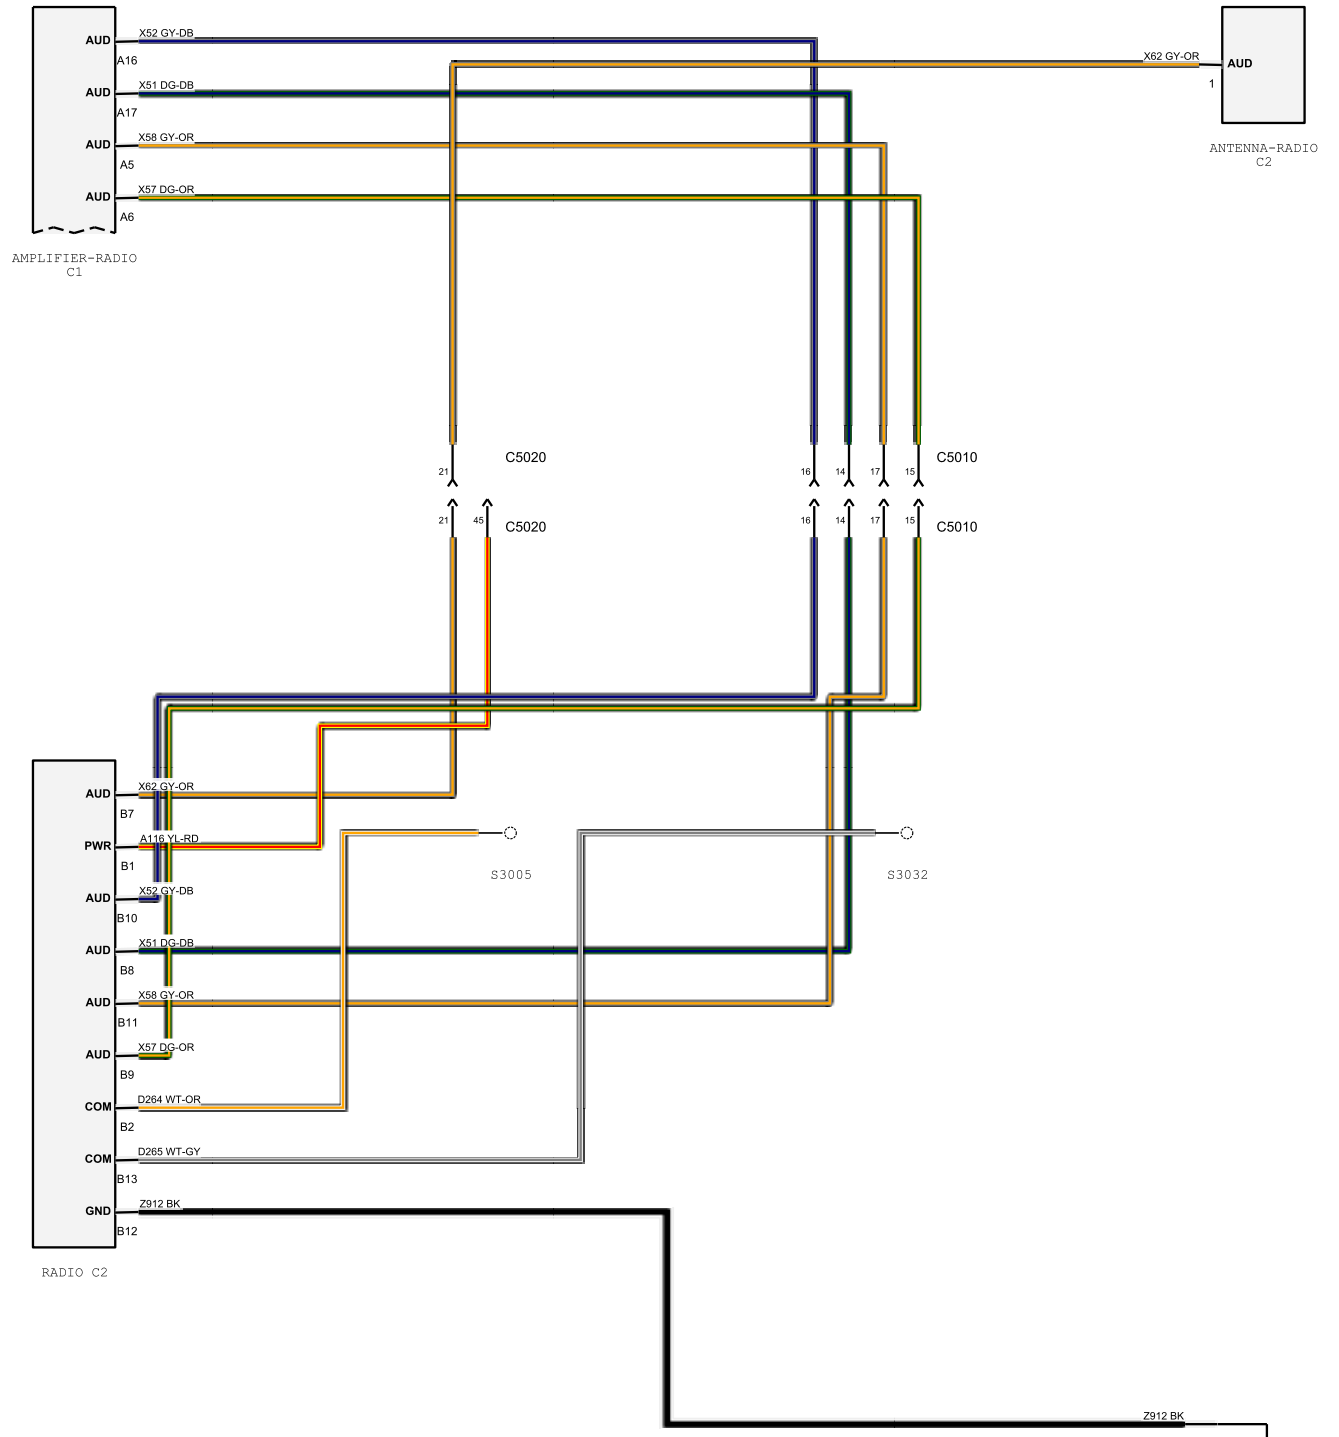 AUD
X52 GY-DB
A16
AUD
X51 DG-DB
A17
AUD
X58 GY-OR
A5
AUD
X57 DG-OR
A6
AMPLIFIER-RADIO
C1
X62 GY-OR
AUD
1
ANTENNA-RADIO
C2
21
C5020
16
14
17
15
C5010
21
45
C5020
16
14
17
15
C5010
AUD
X62 GY-OR
B7
PWR
A116 YL-RD
B1
AUD
X52 GY-DB
B10
AUD
X51 DG-DB
B8
AUD
X58 GY-OR
B11
AUD
X57 DG-OR
B9
COM
D264 WT-OR
B2
COM
D265 WT-GY
B13
GND
Z912 BK
B12
RADIO C2
S3005
S3032
Z912 BK